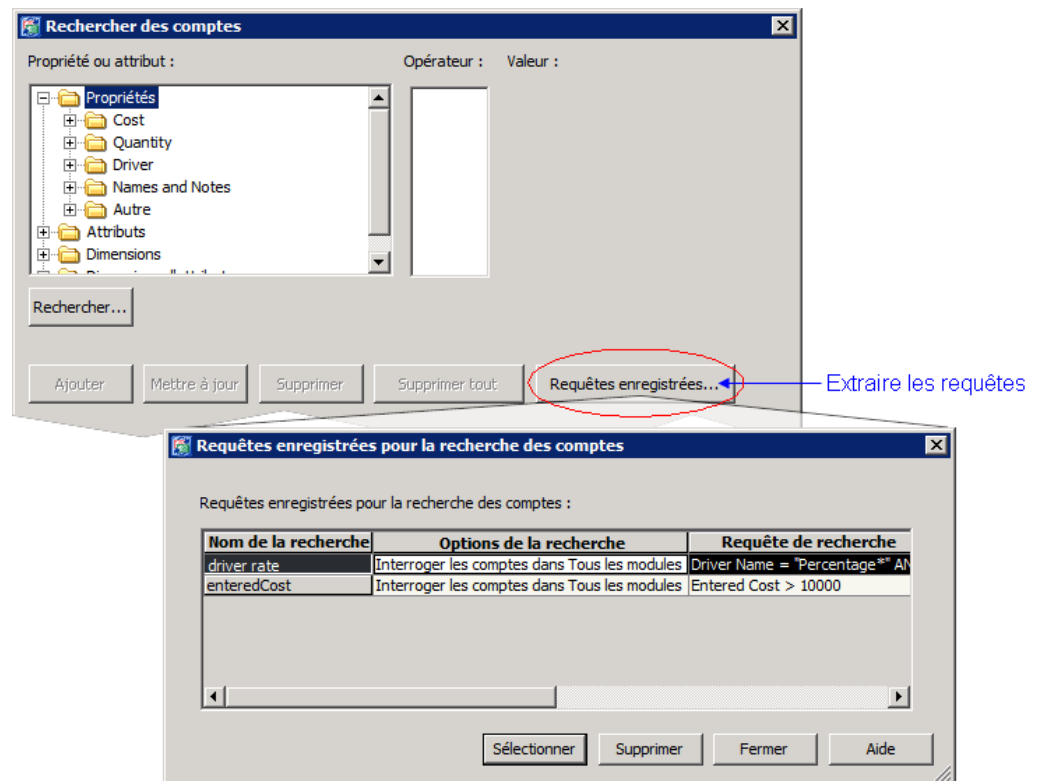 Rechercher des comptes
Propriété ou attribut : Opérateur : Valeur :
Propriétés
Cost
Quantity
Driver
Names and Notes
Autre
Attributs
Dimensions
Rechercher...
Ajouter Mettre à jour Supprimer Supprimer tout Requêtes enregistrées... Extraire les requêtes
Requêtes enregistrées pour la recherche des comptes
Requêtes enregistrées pour la recherche des comptes :
Nom de la recherche Options de la recherche Requête de recherche
driver rate Interroger les comptes dans Tous les modules Driver Name = "Percentage*" AN
enteredCost Interroger les comptes dans Tous les modules Entered Cost > 10000
Sélectionner Supprimer Fermer Aide